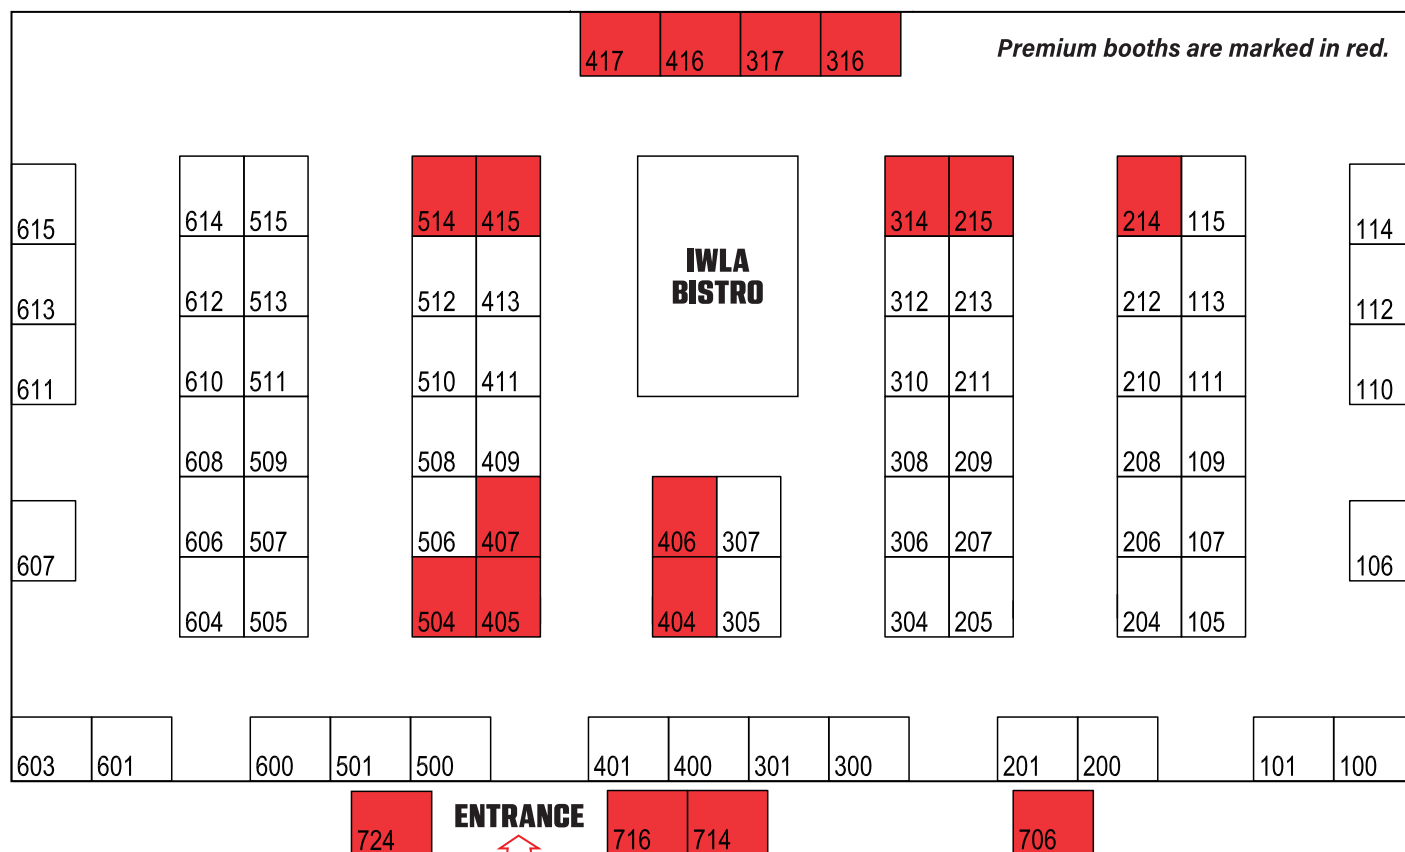 417 416 317 316
Premium booths are marked in red.
615 614 515 514 415 314 215 214 115 114
IWLA
BISTRO
613 612 513 512 413 312 213 212 113 112
611 610 511 510 411 310 211 210 111 110
608 509 508 409 308 209 208 109
607 606 507 506 407 406 307 306 207 206 107 106
604 505 504 405 404 305 304 205 204 105
603 601 600 501 500 401 400 301 300 201 200 101 100
724 ENTRANCE 716 714 706